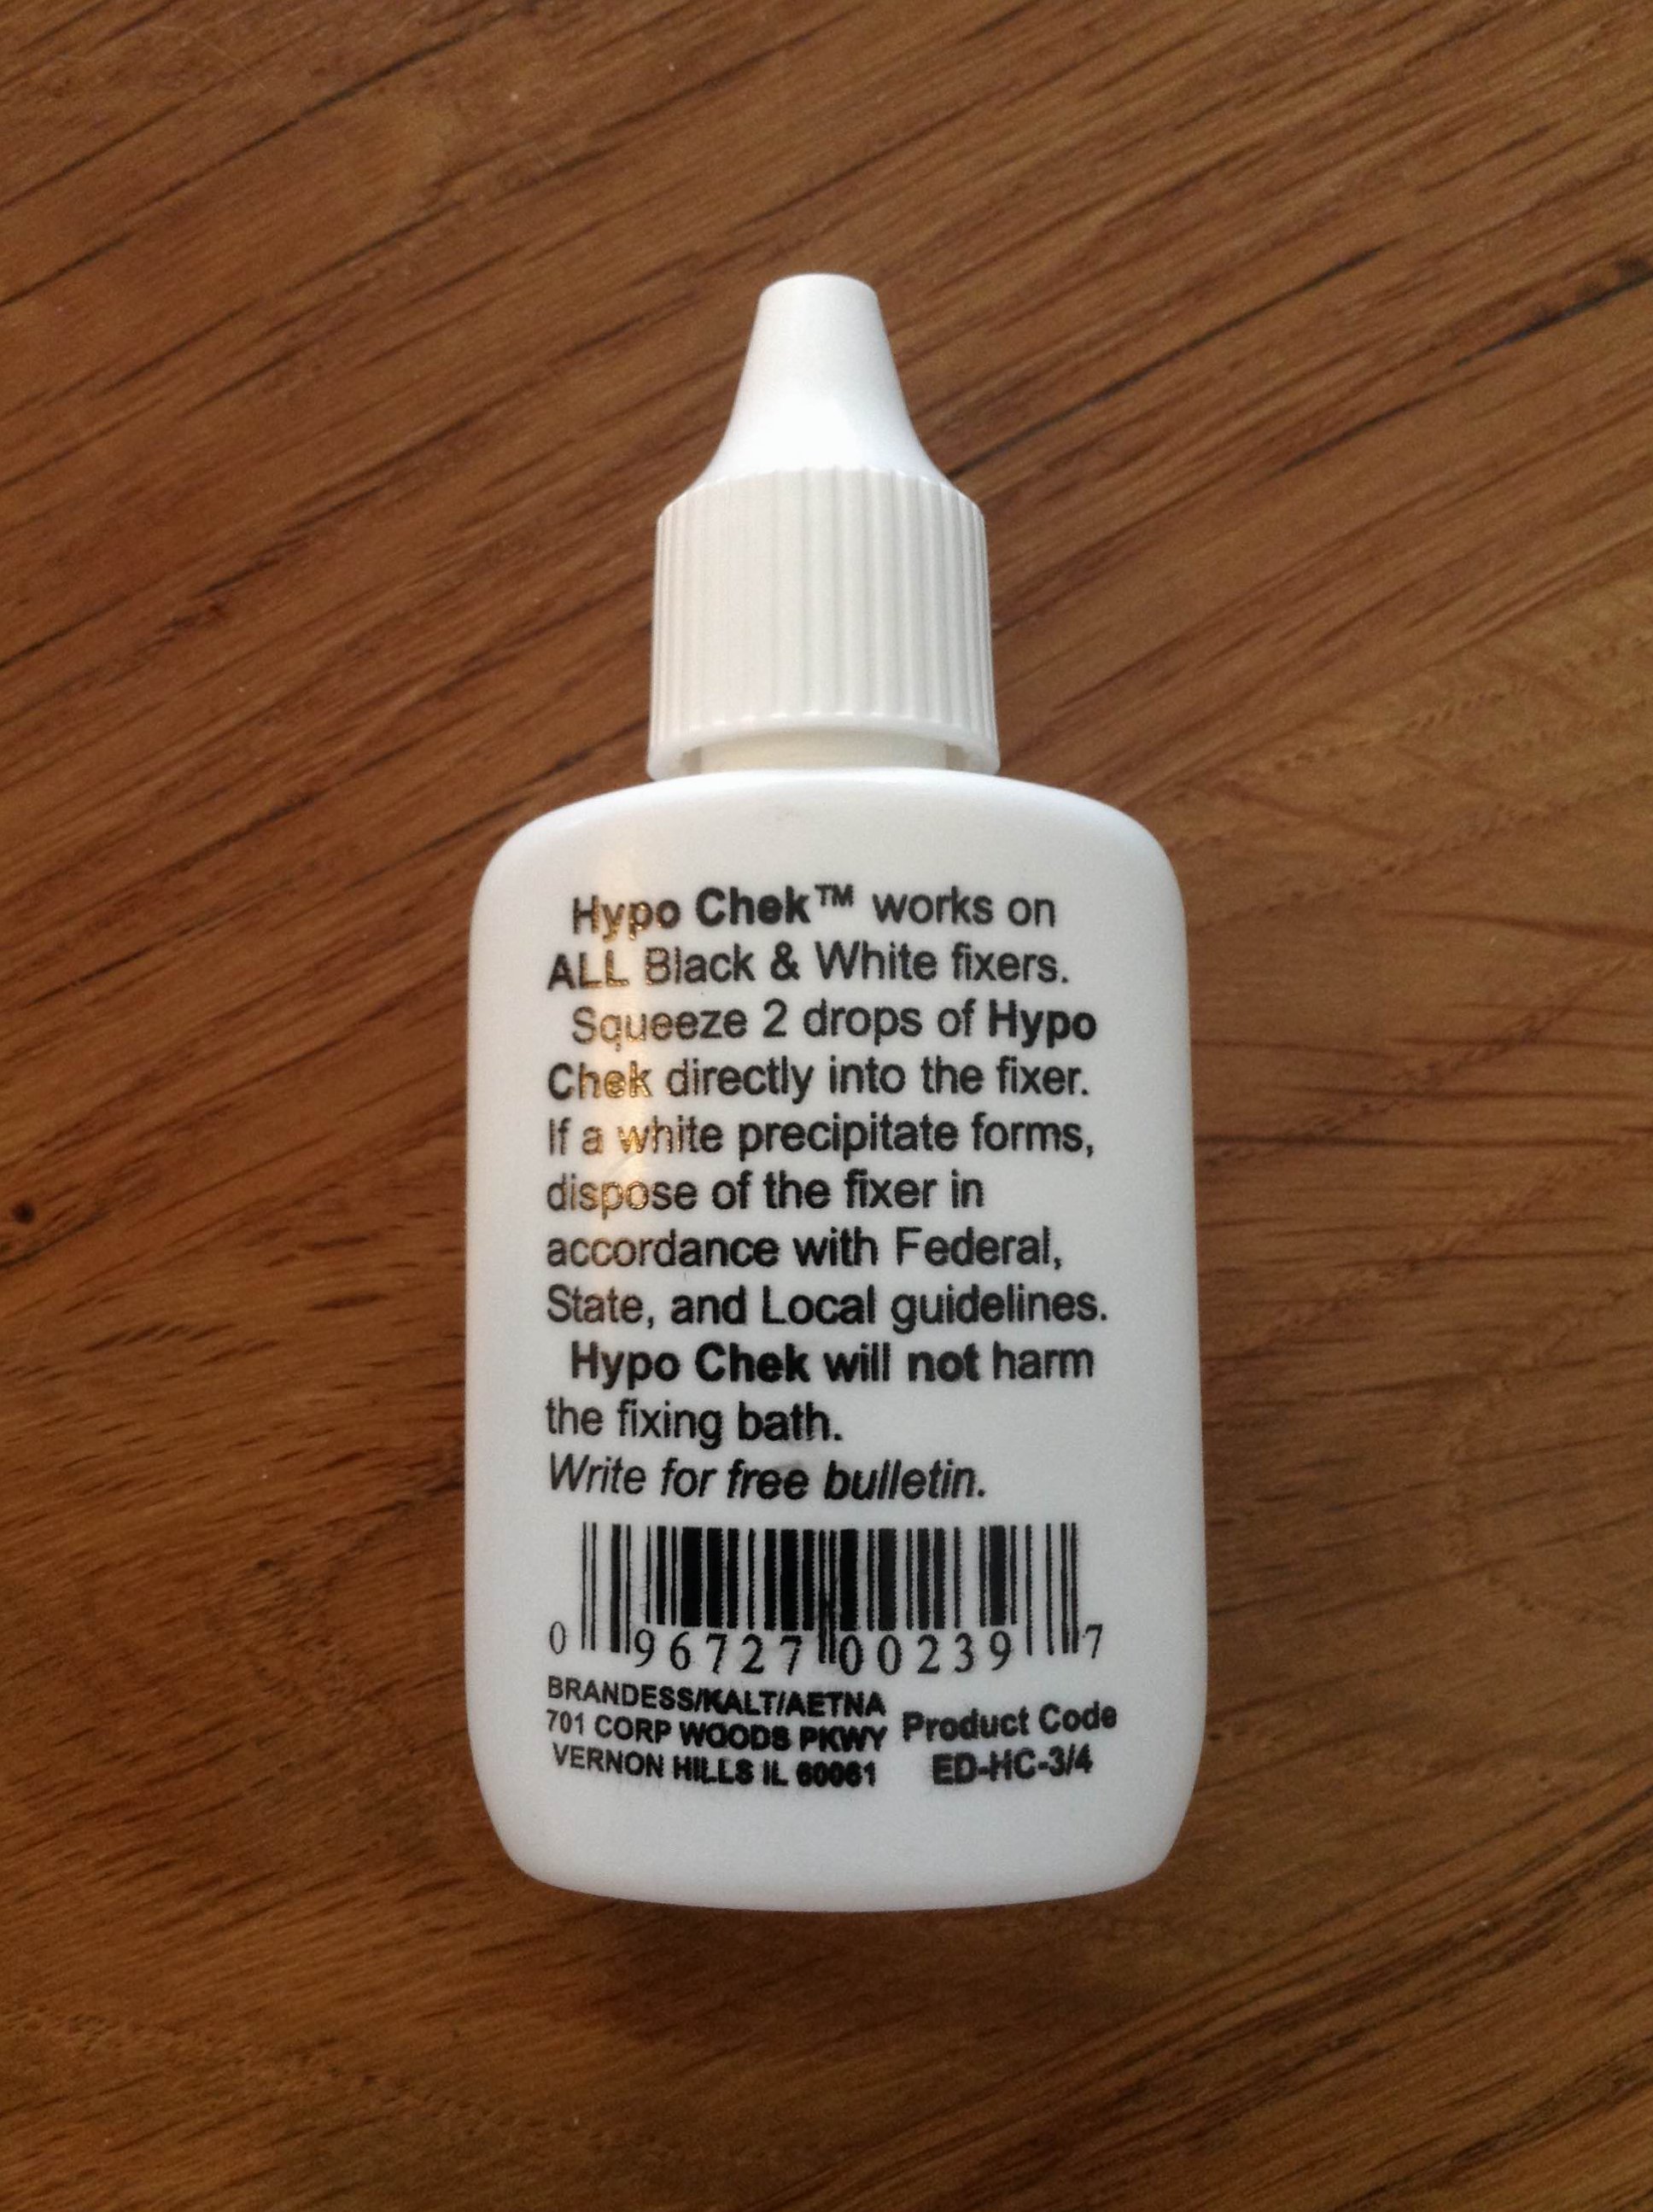 Hypo Chek™ works on
ALL Black & White fixers.
Squeeze 2 drops of Hypo
Chek directly into the fixer.
If a white precipitate forms,
dispose of the fixer in
accordance with Federal,
State, and Local guidelines.
Hypo Chek will not harm
the fixing bath.
Write for free bulletin.
0 96727 00239 7
BRANDESS/KALT/AETNA
701 CORP WOODS PKWY
VERNON HILLS IL 60061
Product Code
ED-HC-3/4